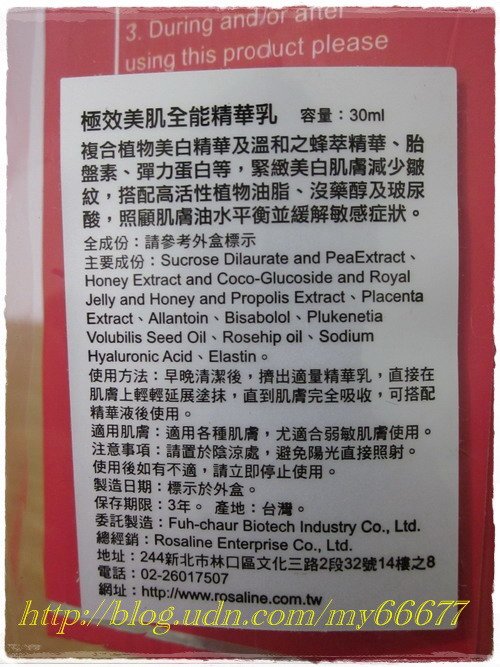 3. During and/or after
using this product please
極效美肌全能精華乳 容量：30ml
複合植物美白精華及溫和之蜂萃精華、胎
盤素、彈力蛋白等，緊緻美白肌膚減少皺
紋，搭配高活性植物油脂、沒藥醇及玻尿
酸，照顧肌膚油水平衡並緩解敏感症狀。
全成份：請參考外盒標示
主要成份：Sucrose Dilaurate and PeaExtract、
Honey Extract and Coco-Glucoside and Royal
Jelly and Honey and Propolis Extract、Placenta
Extract、Allantoin、Bisabolol、Plukenetia
Volubilis Seed Oil、Rosehip oil、Sodium
Hyaluronic Acid、Elastin。
使用方法：早晚清潔後，擠出適量精華乳，直接在
肌膚上輕輕延展塗抹，直到肌膚完全吸收，可搭配
精華液後使用。
適用肌膚：適用各種肌膚，尤適合弱敏肌膚使用。
注意事項：請置於陰涼處，避免陽光直接照射。
使用後如有不適，請立即停止使用。
製造日期：標示於外盒。
保存期限：3年。 產地：台灣。
委託製造：Fuh-chaur Biotech Industry Co., Ltd.
總經銷：Rosaline Enterprise Co., Ltd.
地址：244新北市林口區文化三路2段32號14樓之8
電話：02-26017507
網址：http://www.rosaline.com.tw
http://blog.udn.com/my66677